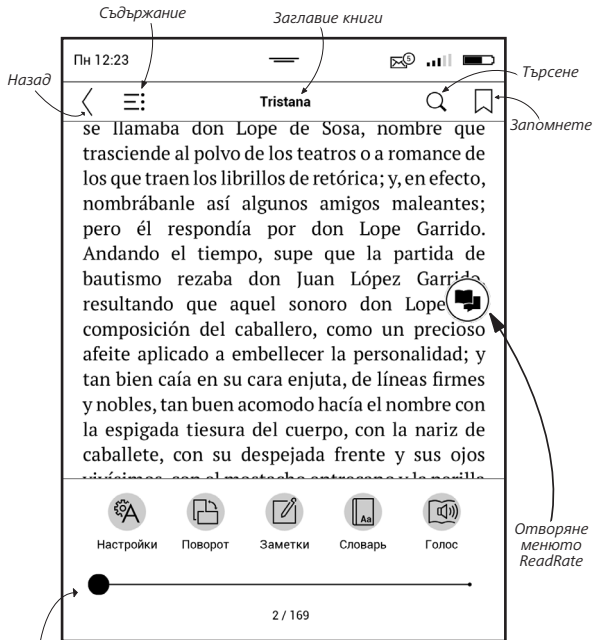 Съдържание
Заглавие книги
Назад
Пн 12:23
5
Търсене
Tristana
Запомнете
se llamaba don Lope de Sosa, nombre que
trasciende al polvo de los teatros o a romance de
los que traen los librillos de retórica; y, en efecto,
nombrábanle así algunos amigos maleantes;
pero él respondía por don Lope Garrido.
Andando el tiempo, supe que la partida de
bautismo rezaba don Juan López Garrido,
resultando que aquel sonoro don Lope
composición del caballero, como un precioso
afeite aplicado a embellecer la personalidad; y
tan bien caía en su cara enjuta, de líneas firmes
y nobles, tan buen acomodo hacía el nombre con
la espigada tiesura del cuerpo, con la nariz de
caballete, con su despejada frente y sus ojos
Aa
Настройки Поворот Заметки Словарь Голос
Отворяне
менюто
ReadRate
2 / 169